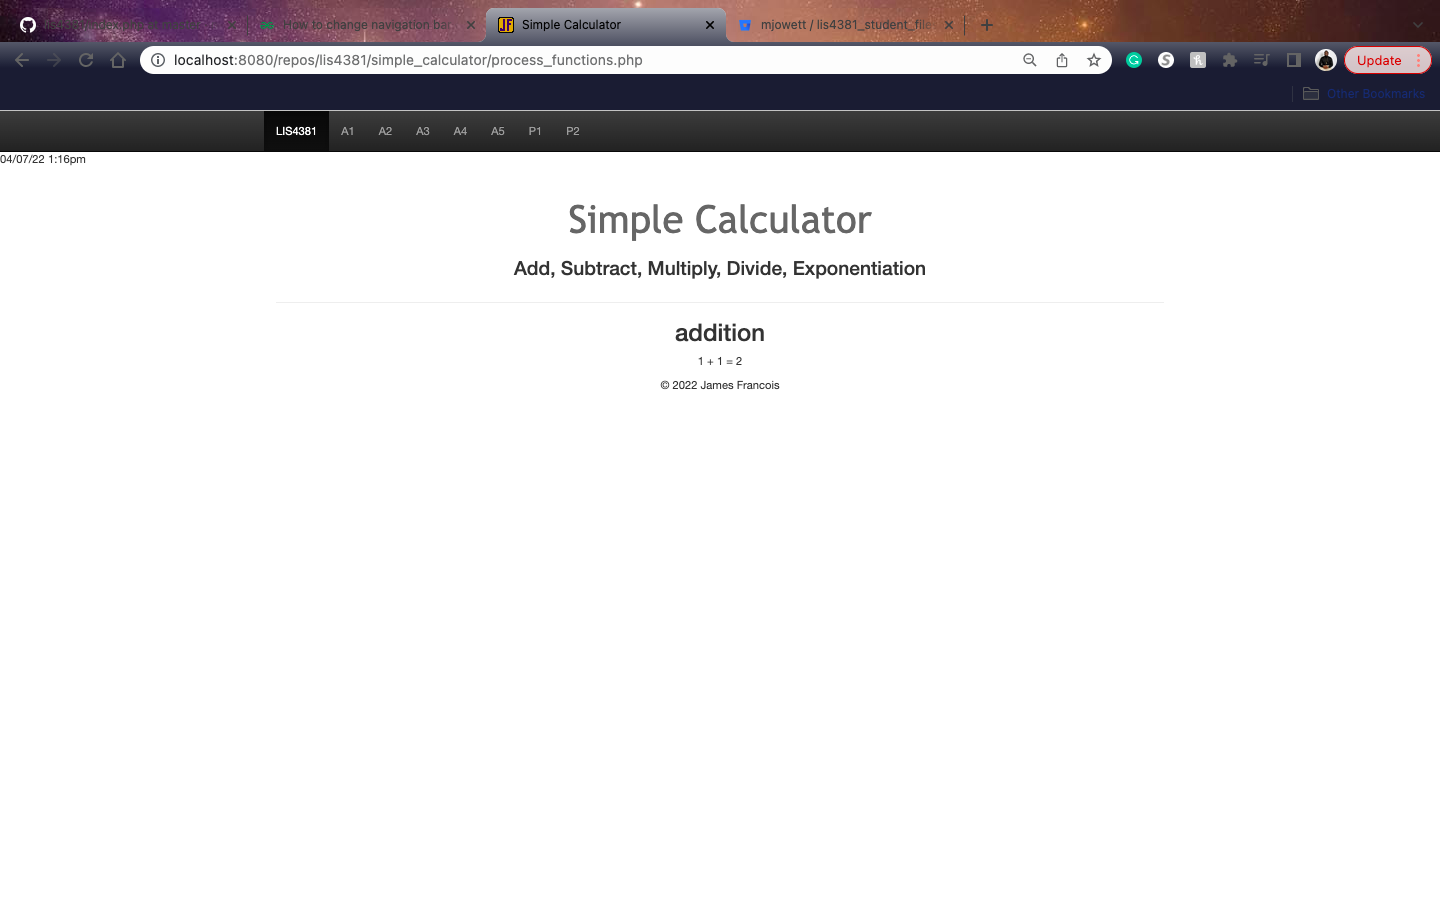 How to change navigation bar
Simple Calculator
mjowett / lis4381_student_file
localhost:8080/repos/lis4381/simple_calculator/process_functions.php
Update
Other Bookmarks
LIS4381 A1 A2 A3 A4 A5 P1 P2
04/07/22 1:16pm
Simple Calculator
Add, Subtract, Multiply, Divide, Exponentiation
addition
1 + 1 = 2
© 2022 James Francois